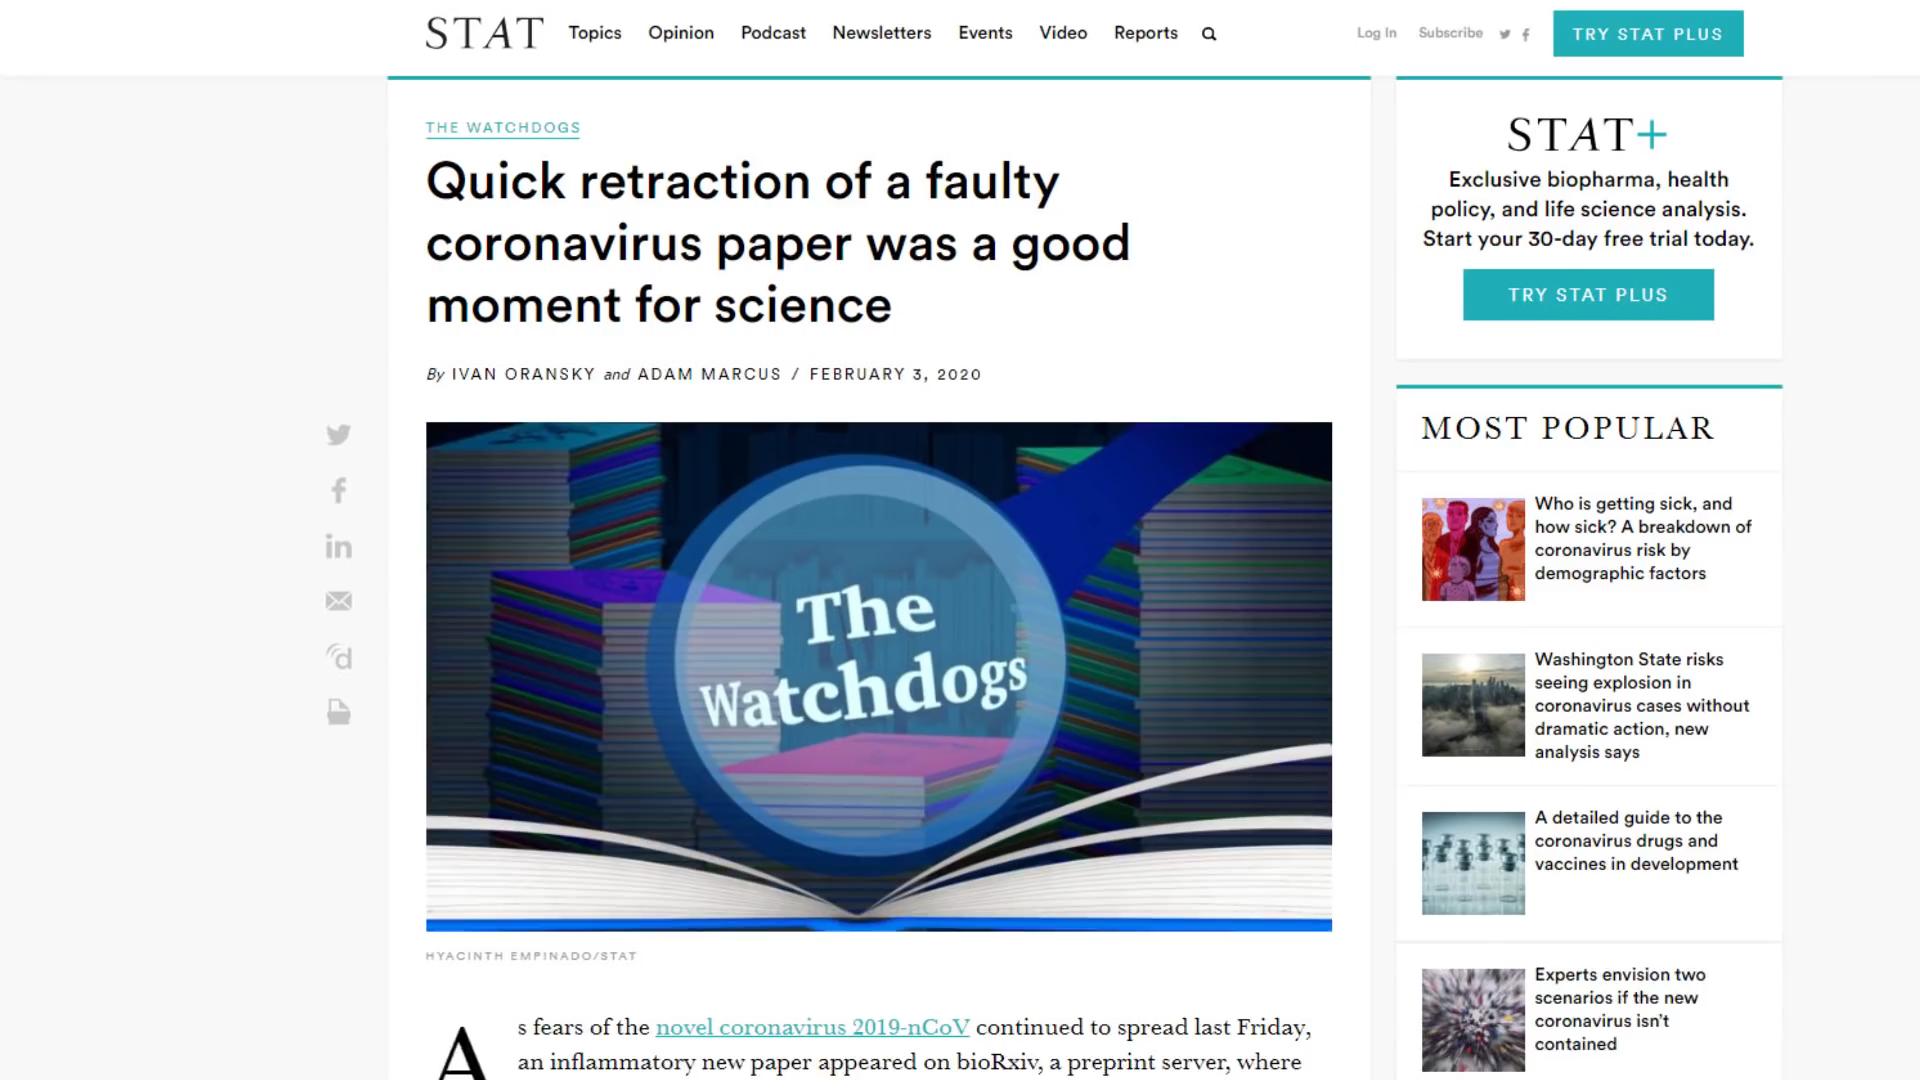 STAT Topics Opinion Podcast Newsletters Events Video Reports Log In Subscribe TRY STAT PLUS
THE WATCHDOGS
Quick retraction of a faulty
coronavirus paper was a good
moment for science
By IVAN ORANSKY and ADAM MARCUS / FEBRUARY 3, 2020
The
Watchdogs
HYACINTH EMPINADO/STAT
As fears of the novel coronavirus 2019-nCoV continued to spread last Friday,
an inflammatory new paper appeared on bioRxiv, a preprint server, where
STAT+
Exclusive biopharma, health
policy, and life science analysis.
Start your 30-day free trial today.
TRY STAT PLUS
MOST POPULAR
Who is getting sick, and
how sick? A breakdown of
coronavirus risk by
demographic factors
Washington State risks
seeing explosion in
coronavirus cases without
dramatic action, new
analysis says
A detailed guide to the
coronavirus drugs and
vaccines in development
Experts envision two
scenarios if the new
coronavirus isn't
contained